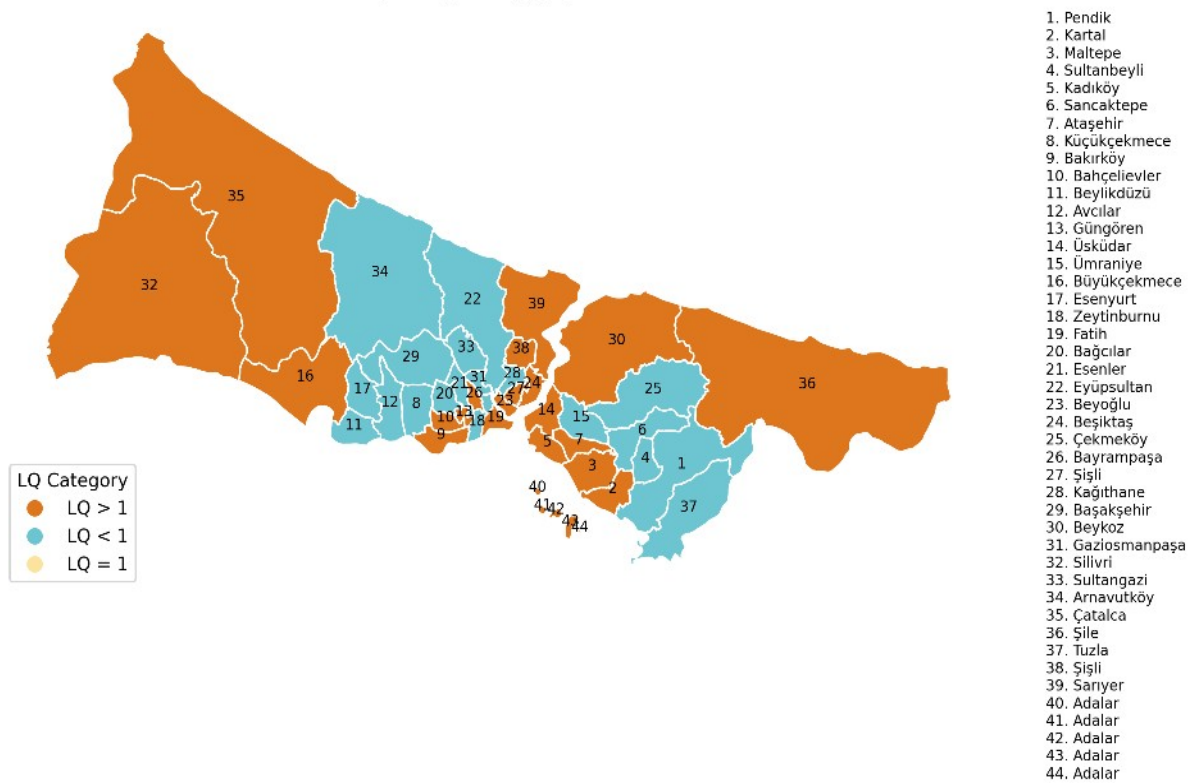 1. Pendik
2. Kartal
3. Maltepe
4. Sultanbeyli
5. Kadıköy
6. Sancaktepe
7. Ataşehir
8. Küçükçekmece
9. Bakırköy
10. Bahçelievler
11. Beylikdüzü
12. Avcılar
13. Güngören
14. Üsküdar
15. Ümraniye
16. Büyükçekmece
17. Esenyurt
18. Zeytinburnu
19. Fatih
20. Bağcılar
21. Esenler
22. Eyüpsultan
23. Beyoğlu
24. Beşiktaş
25. Çekmeköy
26. Bayrampaşa
27. Şişli
28. Kağıthane
29. Başakşehir
30. Beykoz
31. Gaziosmanpaşa
32. Silivri
33. Sultangazi
34. Arnavutköy
35. Çatalca
36. Şile
37. Tuzla
38. Şişli
39. Sarıyer
40. Adalar
41. Adalar
42. Adalar
43. Adalar
44. Adalar
35
34
32
22
39
38
30
36
33
29
31
28
25
16
17
12
8
20
21
26
27
24
23
10
13
18
19
9
11
14
15
5
7
6
3
4
1
2
37
40
41
42
43
44
LQ Category
LQ > 1
LQ < 1
LQ = 1